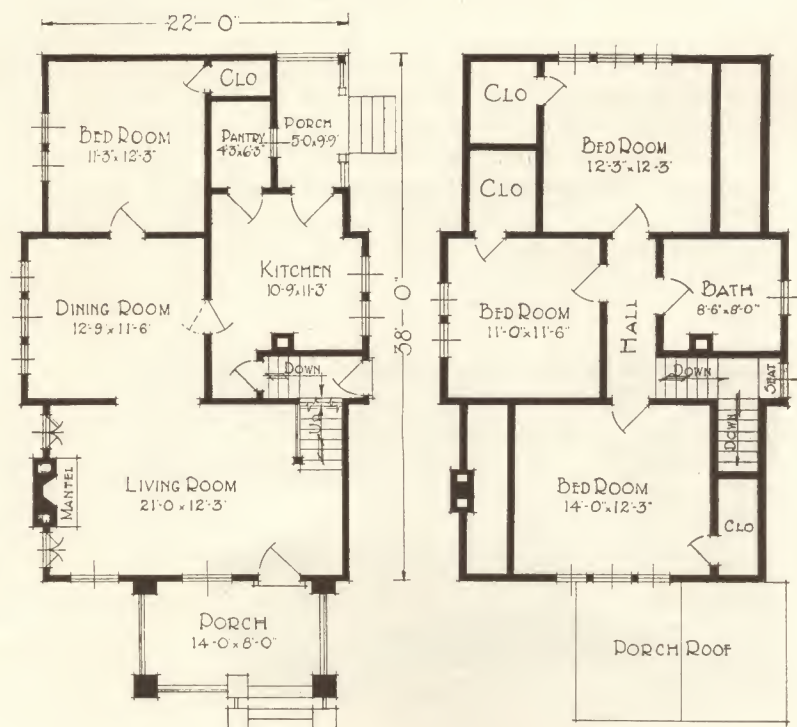 22'-0"
CLO
BED ROOM
11'-3" x 12'-3"
PANTRY
4'3 x 6'3"
PORCH
5-0 x 9'-9"
KITCHEN
10-9 x 11-3"
DINING ROOM
12'-9" x 11'-6"
38'-0"
DOWN
UP
LIVING ROOM
21'-0 x 12'-3"
MANTEL
PORCH
14'-0 x 8'-0"
CLO
BED ROOM
12'-3" x 12'-3"
CLO
BED ROOM
11'-0" x 11'-6"
HALL
BATH
8'-6" x 8'-0"
DOWN
SEAT
DOWN
BED ROOM
14'-0" x 12'-3"
CLO
PORCH ROOF